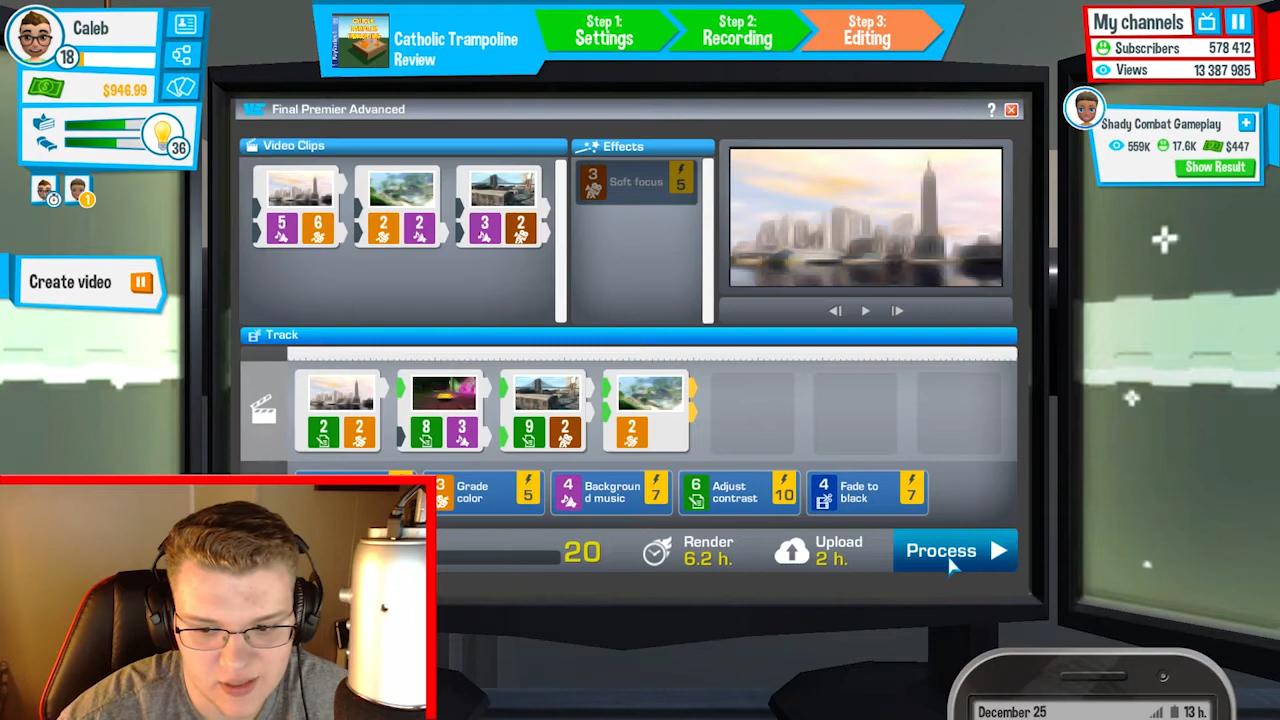 Caleb
18
$946.99
36
1
Create video
Catholic Trampoline
Review
Step 1:
Settings
Step 2:
Recording
Step 3:
Editing
My channels
Subscribers 578 412
Views 13 387 985
Shady Combat Gameplay
559K 17.6K $447
Show Result
Final Premier Advanced
?
Video Clips
Effects
5 6 2 2 3 2
3 Soft focus 5
Track
2 2 8 3 9 2 2
3 Grade
color 5
4 Backgroun
d music 7
6 Adjust
contrast 10
4 Fade to
black 7
20
Render
6.2 h.
Upload
2 h.
Process
December 25 13 h.